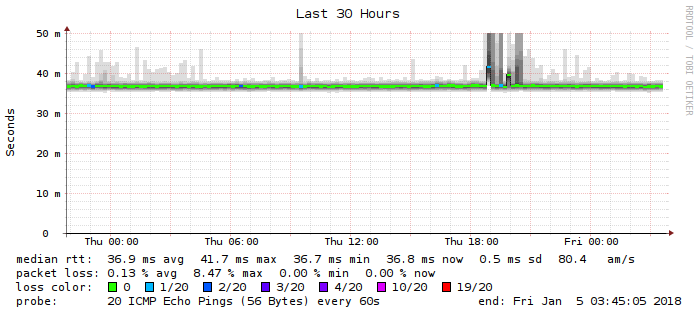 Last 30 Hours
RRDTOOL / TOBI OETIKER
Seconds
50 m
40 m
30 m
20 m
10 m
0
Thu 00:00 Thu 06:00 Thu 12:00 Thu 18:00 Fri 00:00
median rtt: 36.9 ms avg 41.7 ms max 36.7 ms min 36.8 ms now 0.5 ms sd 80.4 am/s
packet loss: 0.13 % avg 8.47 % max 0.00 % min 0.00 % now
loss color: 0 1/20 2/20 3/20 4/20 10/20 19/20
probe: 20 ICMP Echo Pings (56 Bytes) every 60s end: Fri Jan 5 03:45:05 2018